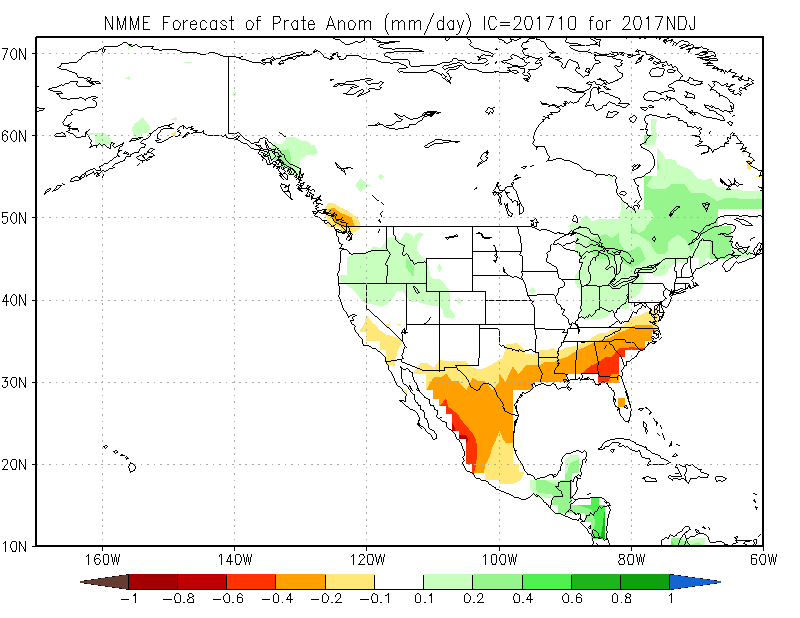 NMME Forecast of Prate Anom (mm/day) IC=201710 for 2017NDJ
70N
60N
50N
40N
30N
20N
10N
160W 140W 120W 100W 80W 60W
-1 -0.8 -0.6 -0.4 -0.2 -0.1 0.1 0.2 0.4 0.6 0.8 1